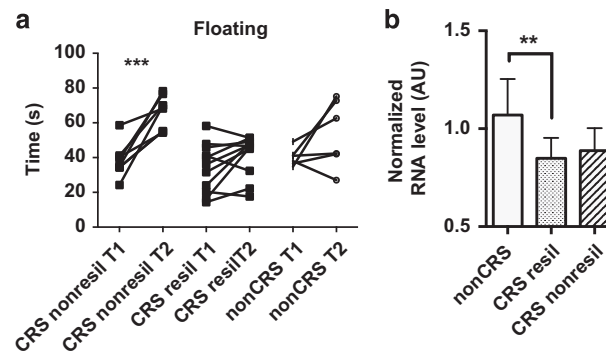 a
Floating
***
100
80
60
40
20
0
Time (s)
CRS nonresil T1
CRS nonresil T2
CRS resil T1
CRS resilT2
nonCRS T1
nonCRS T2
b
**
1.5
1.0
0.5
Normalized
RNA level (AU)
nonCRS
CRS resil
CRS nonresil